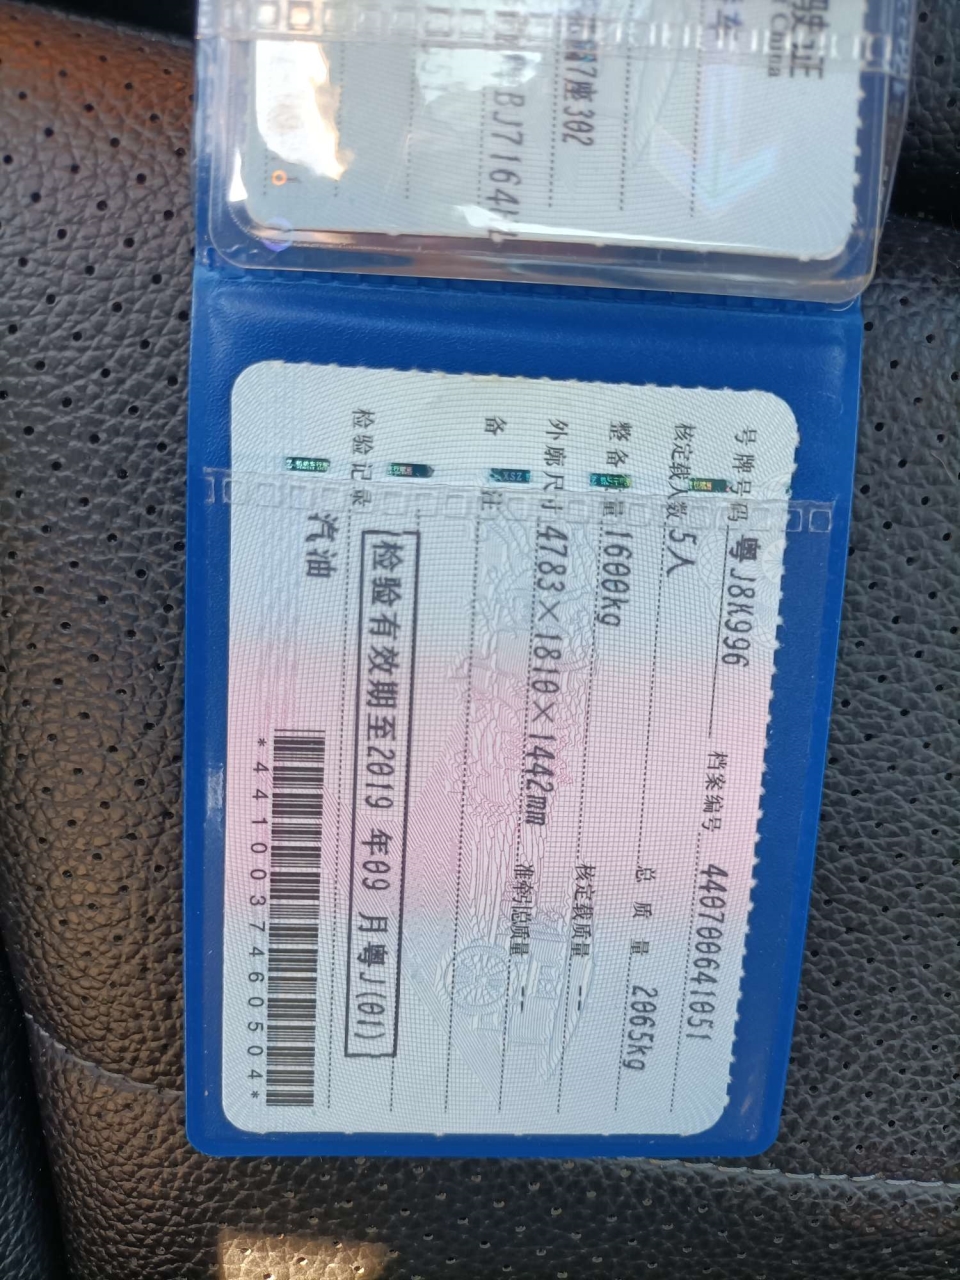 号牌号码 粤J8K996 档案编号 440700641051
核定载人数 5人 总质量 2065kg
整备 量 1600kg 核定载质量 --
外廓尺寸 4783×1810×1442mm 准牵引总质量 --
备注
检验记录 检验有效期至2019年09月粤J(01)
汽油
*4410037460504*
驶证
China
7座302
BJ7164